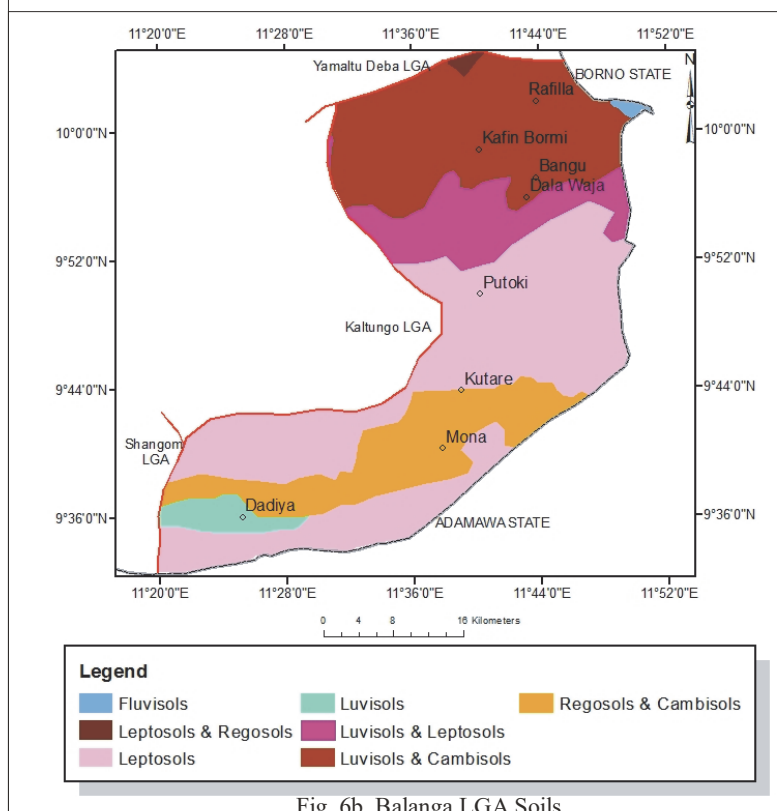 11°20'0"E 11°28'0"E 11°36'0"E 11°44'0"E 11°52'0"E
Yamaltu Deba LGA
BORNO STATE
N
Rafilla
10°0'0"N 10°0'0"N
Kafin Bormi
Bangu
Dala Waja
9°52'0"N 9°52'0"N
Putoki
Kaltungo LGA
Kutare
9°44'0"N 9°44'0"N
Mona
Shangom
LGA
Dadiya
9°36'0"N 9°36'0"N
ADAMAWA STATE
11°20'0"E 11°28'0"E 11°36'0"E 11°44'0"E 11°52'0"E
0 4 8 16 Kilometers
Legend
Fluvisols Luvisols Regosols & Cambisols
Leptosols & Regosols Luvisols & Leptosols
Leptosols Luvisols & Cambisols
Fig. 6b. Balanga LGA Soils